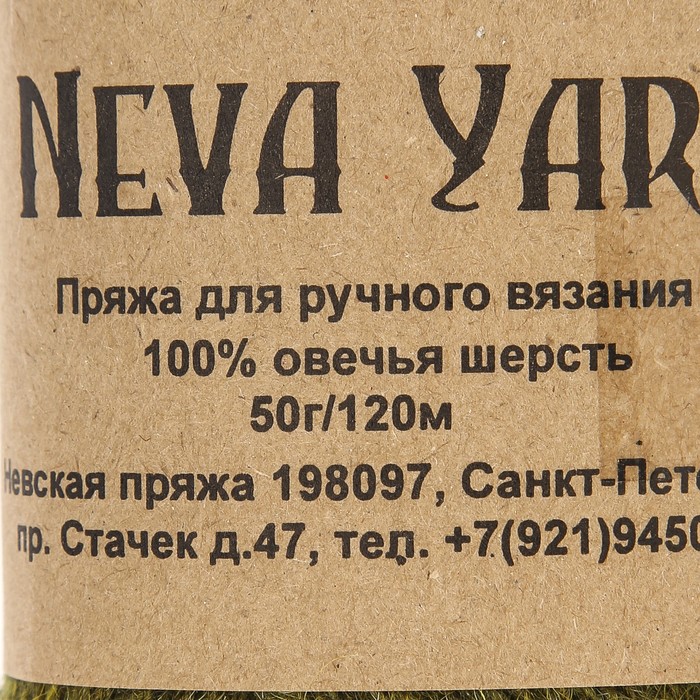 NEVA YAR
Пряжа для ручного вязания
100% овечья шерсть
50г/120м
Невская пряжа 198097, Санкт-Пет
пр. Стачек д.47, тел. +7(921)9450